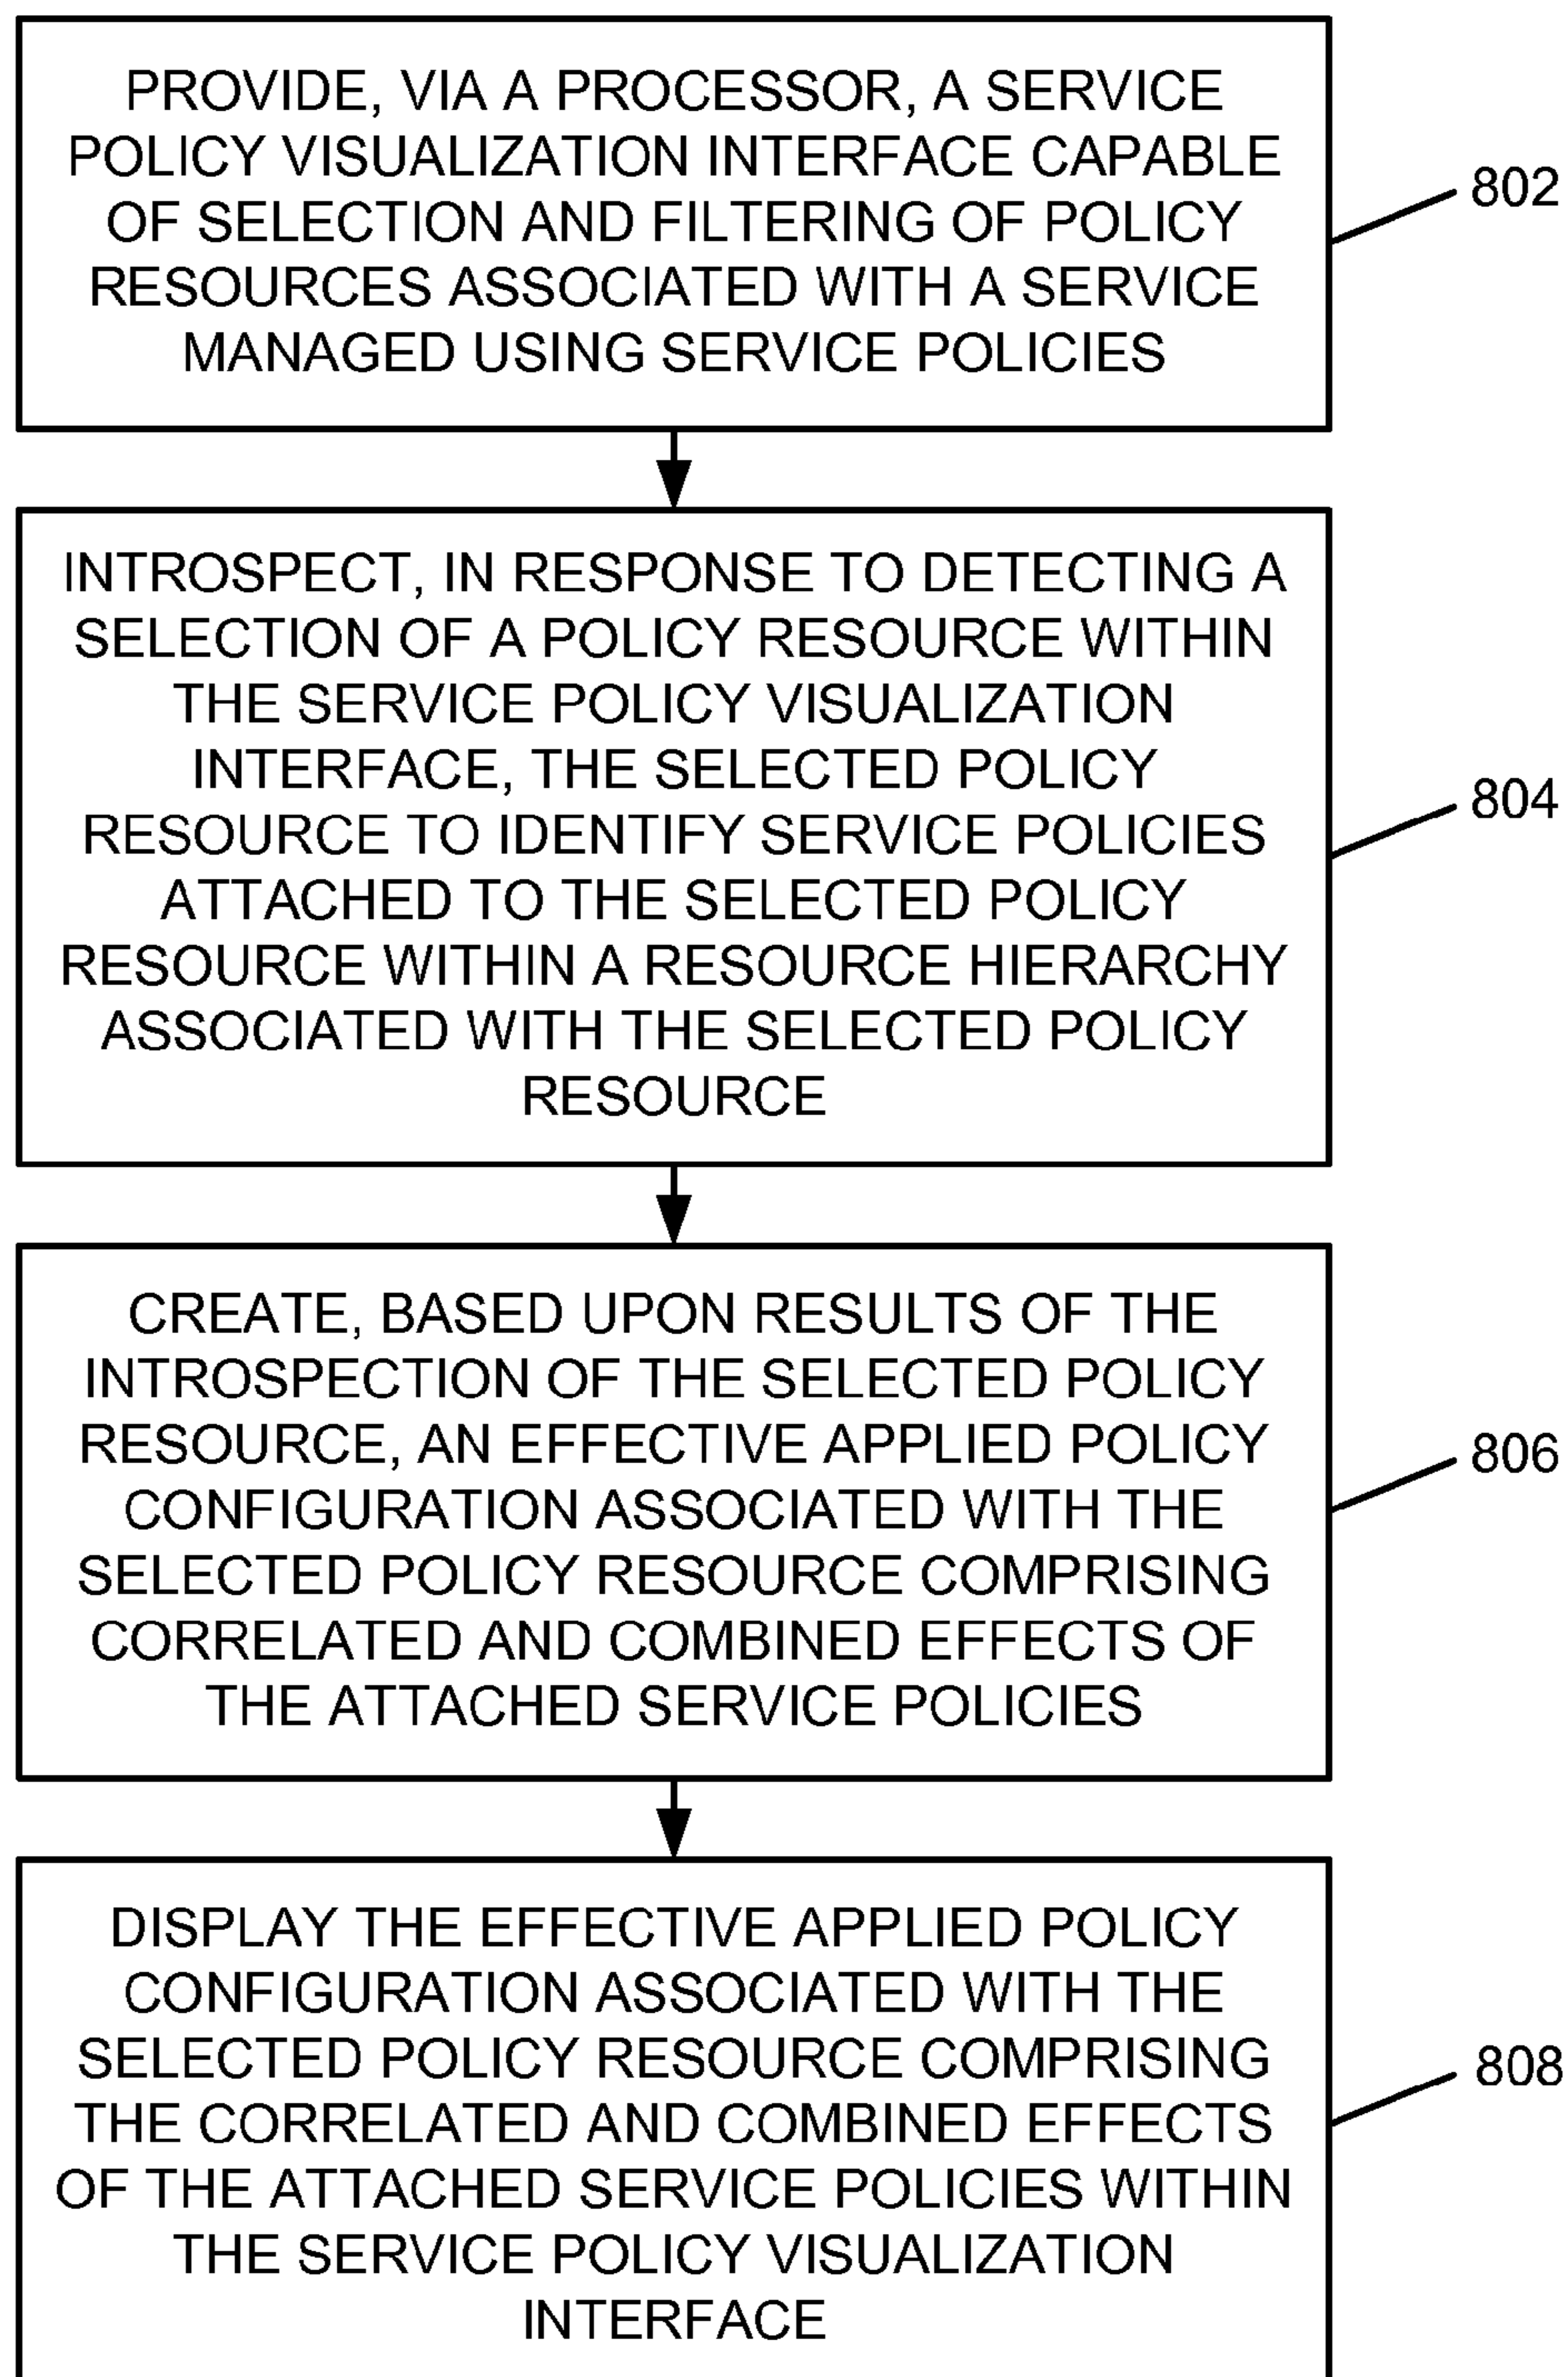 PROVIDE, VIA A PROCESSOR, A SERVICE
POLICY VISUALIZATION INTERFACE CAPABLE
OF SELECTION AND FILTERING OF POLICY
RESOURCES ASSOCIATED WITH A SERVICE
MANAGED USING SERVICE POLICIES
802
INTROSPECT, IN RESPONSE TO DETECTING A
SELECTION OF A POLICY RESOURCE WITHIN
THE SERVICE POLICY VISUALIZATION
INTERFACE, THE SELECTED POLICY
RESOURCE TO IDENTIFY SERVICE POLICIES
ATTACHED TO THE SELECTED POLICY
RESOURCE WITHIN A RESOURCE HIERARCHY
ASSOCIATED WITH THE SELECTED POLICY
RESOURCE
804
CREATE, BASED UPON RESULTS OF THE
INTROSPECTION OF THE SELECTED POLICY
RESOURCE, AN EFFECTIVE APPLIED POLICY
CONFIGURATION ASSOCIATED WITH THE
SELECTED POLICY RESOURCE COMPRISING
CORRELATED AND COMBINED EFFECTS OF
THE ATTACHED SERVICE POLICIES
806
DISPLAY THE EFFECTIVE APPLIED POLICY
CONFIGURATION ASSOCIATED WITH THE
SELECTED POLICY RESOURCE COMPRISING
THE CORRELATED AND COMBINED EFFECTS
OF THE ATTACHED SERVICE POLICIES WITHIN
THE SERVICE POLICY VISUALIZATION
INTERFACE
808